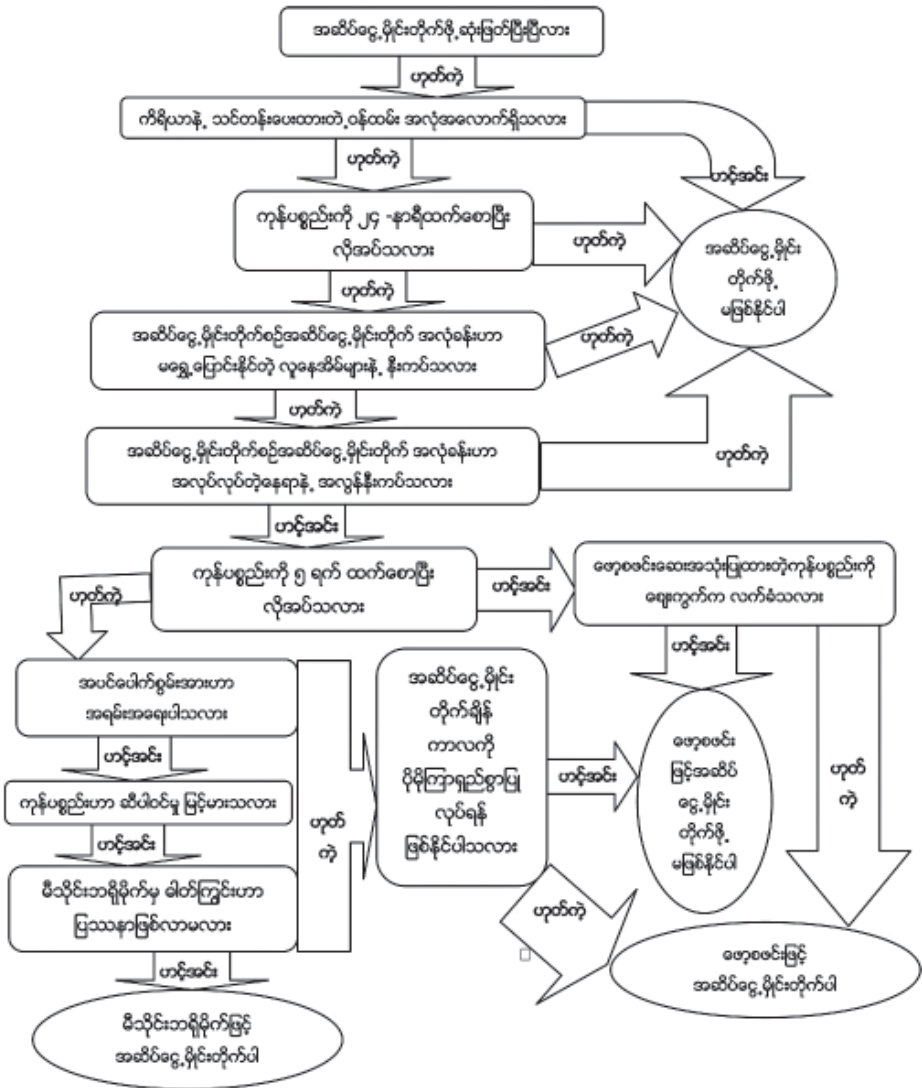 အဆိပ်ငွေ့မှိုင်းတိုက်ဖို့ဆုံးဖြတ်ပြီးပြီလား
ဟုတ်ကဲ့
ကိရိယာနဲ့ သင်တန်းပေးထားတဲ့ဝန်ထမ်း အလုံအလောက်ရှိသလား
ဟုတ်ကဲ့
ဟင့်အင်း
ကုန်ပစ္စည်းကို ၂၄ -နာရီထက်စောပြီး
လိုအပ်သလား
ဟုတ်ကဲ့
အဆိပ်ငွေ့မှိုင်း
တိုက်ဖို့
မဖြစ်နိုင်ပါ
ဟုတ်ကဲ့
အဆိပ်ငွေ့မှိုင်းတိုက်စဉ်အဆိပ်ငွေ့မှိုင်းတိုက် အလုံခန်းဟာ
မရွှေ့ပြောင်းနိုင်တဲ့ လူနေအိမ်များနဲ့ နီးကပ်သလား
ဟုတ်ကဲ့
ဟုတ်ကဲ့
အဆိပ်ငွေ့မှိုင်းတိုက်စဉ်အဆိပ်ငွေ့မှိုင်းတိုက် အလုံခန်းဟာ
အလုပ်လုပ်တဲ့နေရာနဲ့ အလွန်နီးကပ်သလား
ဟုတ်ကဲ့
ဟင့်အင်း
ကုန်ပစ္စည်းကို ၅ ရက် ထက်စောပြီး
လိုအပ်သလား
ဟုတ်ကဲ့
ဟင့်အင်း
ဖော့စဖင်းဆေးအသုံးပြုထားတဲ့ကုန်ပစ္စည်းကို
ဈေးကွက်က လက်ခံသလား
ဟင့်အင်း
ဟုတ်
ကဲ့
အပင်ပေါက်စွမ်းအားဟာ
အရမ်းအရေးပါသလား
ဟင့်အင်း
ကုန်ပစ္စည်းဟာ ဆီပါဝင်မှု မြင့်မားသလား
ဟင့်အင်း
မီသိုင်းဘရိုမိုက်မှ ဓါတ်ကြွင်းဟာ
ပြဿနာဖြစ်လာမလား
ဟုတ်
ကဲ့
ဟင့်အင်း
မီသိုင်းဘရိုမိုက်ဖြင့်
အဆိပ်ငွေ့မှိုင်းတိုက်ပါ
အဆိပ်ငွေ့မှိုင်း
တိုက်ချိန်
ကာလကို
ပိုမိုကြာရှည်စွာပြု
လုပ်ရန်
ဖြစ်နိုင်ပါသလား
ဟင့်အင်း
ဟုတ်ကဲ့
ဖော့စဖင်း
ဖြင့်အဆိပ်
ငွေ့မှိုင်း
တိုက်ဖို့
မဖြစ်နိုင်ပါ
ဖော့စဖင်းဖြင့်
အဆိပ်ငွေ့မှိုင်းတိုက်ပါ